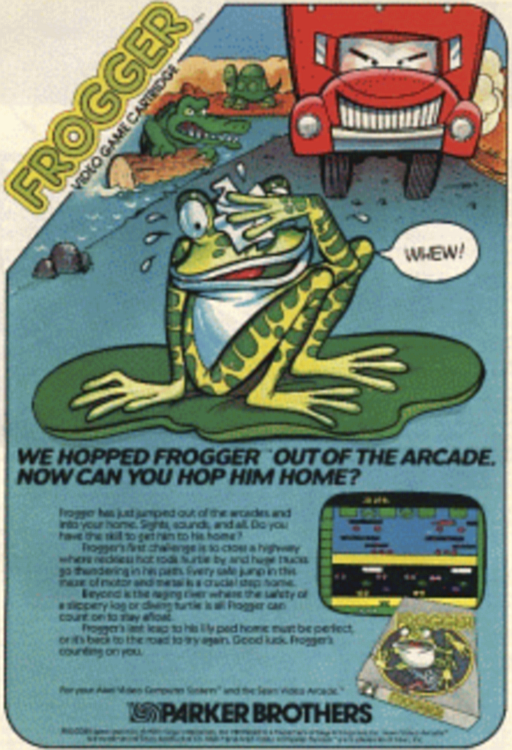 FROGGER
VIDEO GAME CARTRIDGE
WHEW!
WE HOPPED FROGGER™ OUT OF THE ARCADE.
NOW CAN YOU HOP HIM HOME?
Frogger has just jumped out of the arcades and
into your home. Sights, sounds, and all. Do you
have the skill to get him to his home?
Frogger's first challenge is to cross a highway
where reckless hot rods hurtle by and huge trucks
go thundering in his path. Every safe jump in this
maze of motor and metal is a crucial step home.
Beyond is the raging river where the safety of
a slippery log or diving turtle is all Frogger can
count on to stay afloat.
Frogger's last leap to his lily pad home must be perfect,
or it's back to the road to try again. Good luck. Frogger's
counting on you.
FROGGER
For your Atari Video Computer System™ and the Sears Video Arcade.™
PARKER BROTHERS